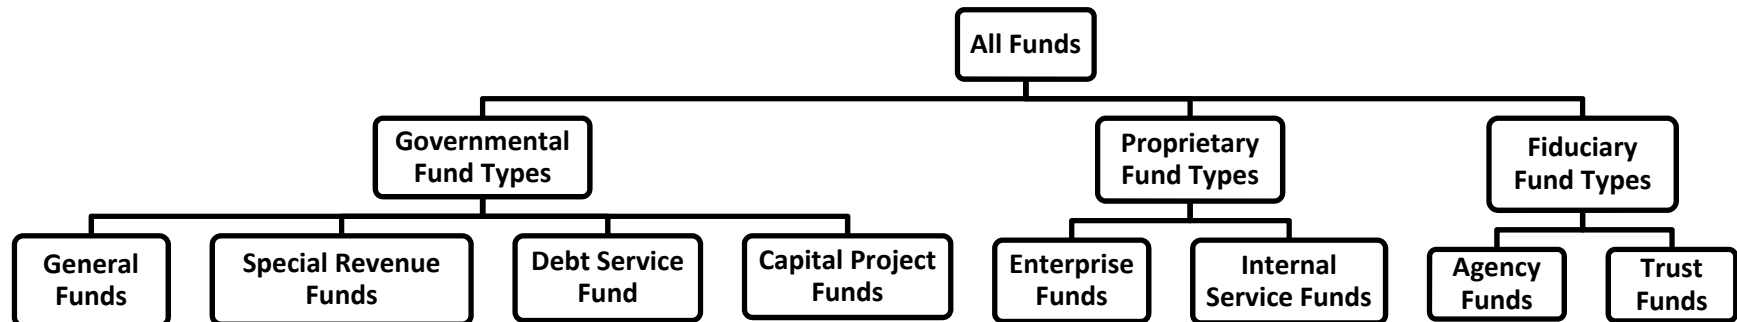 All Funds
Governmental
Fund Types
Proprietary
Fund Types
Fiduciary
Fund Types
General
Funds
Special Revenue
Funds
Debt Service
Fund
Capital Project
Funds
Enterprise
Funds
Internal
Service Funds
Agency
Funds
Trust
Funds